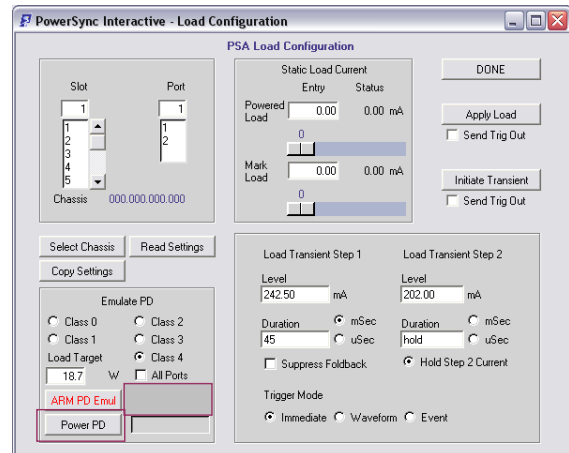 PowerSync Interactive - Load Configuration
PSA Load Configuration
Slot Port
1 1
1
2
3
4
5
1
2
Chassis 000.000.000.000
Static Load Current
Entry Status
Powered Load 0.00 0.00 mA
0
Mark Load 0.00 0.00 mA
0
DONE
Apply Load
Send Trig Out
Initiate Transient
Send Trig Out
Select Chassis Read Settings
Copy Settings
Emulate PD
Class 0 Class 2
Class 1 Class 3
Load Target Class 4
18.7 W All Ports
ARM PD Emul
Power PD
Load Transient Step 1 Load Transient Step 2
Level Level
242.50 mA 202.00 mA
Duration mSec Duration mSec
45 uSec hold uSec
Suppress Foldback Hold Step 2 Current
Trigger Mode
Immediate Waveform Event